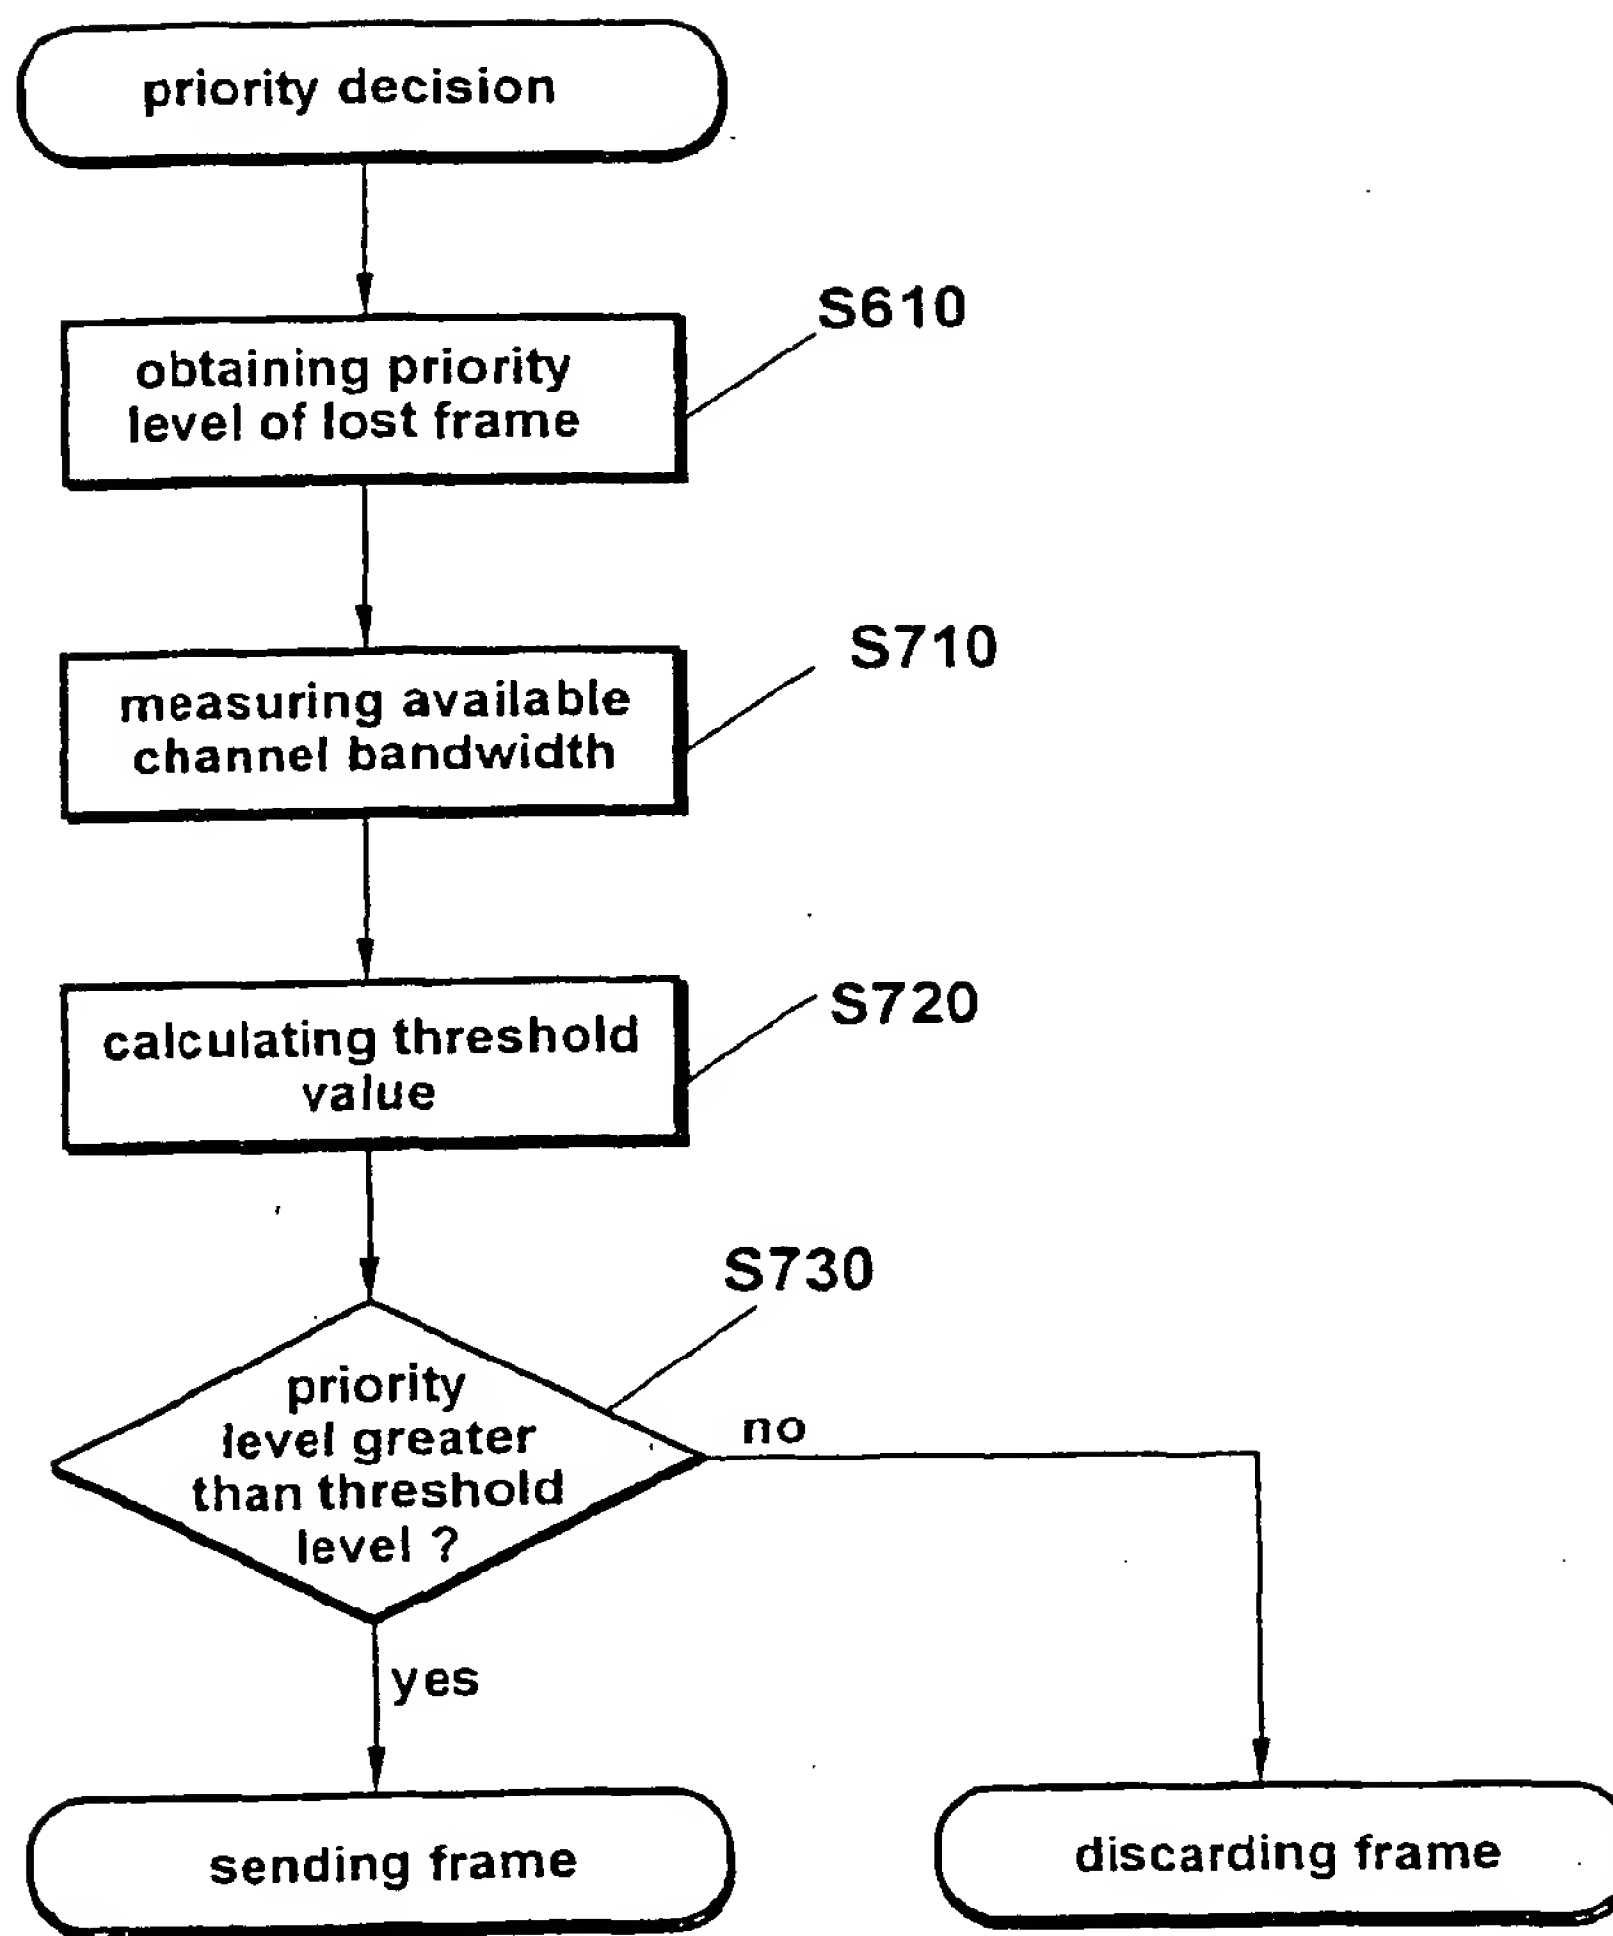 priority decision
S610
obtaining priority
level of lost frame
S710
measuring available
channel bandwidth
S720
calculating threshold
value
S730
priority
level greater
than threshold
level ?
no
yes
sending frame
discarding frame